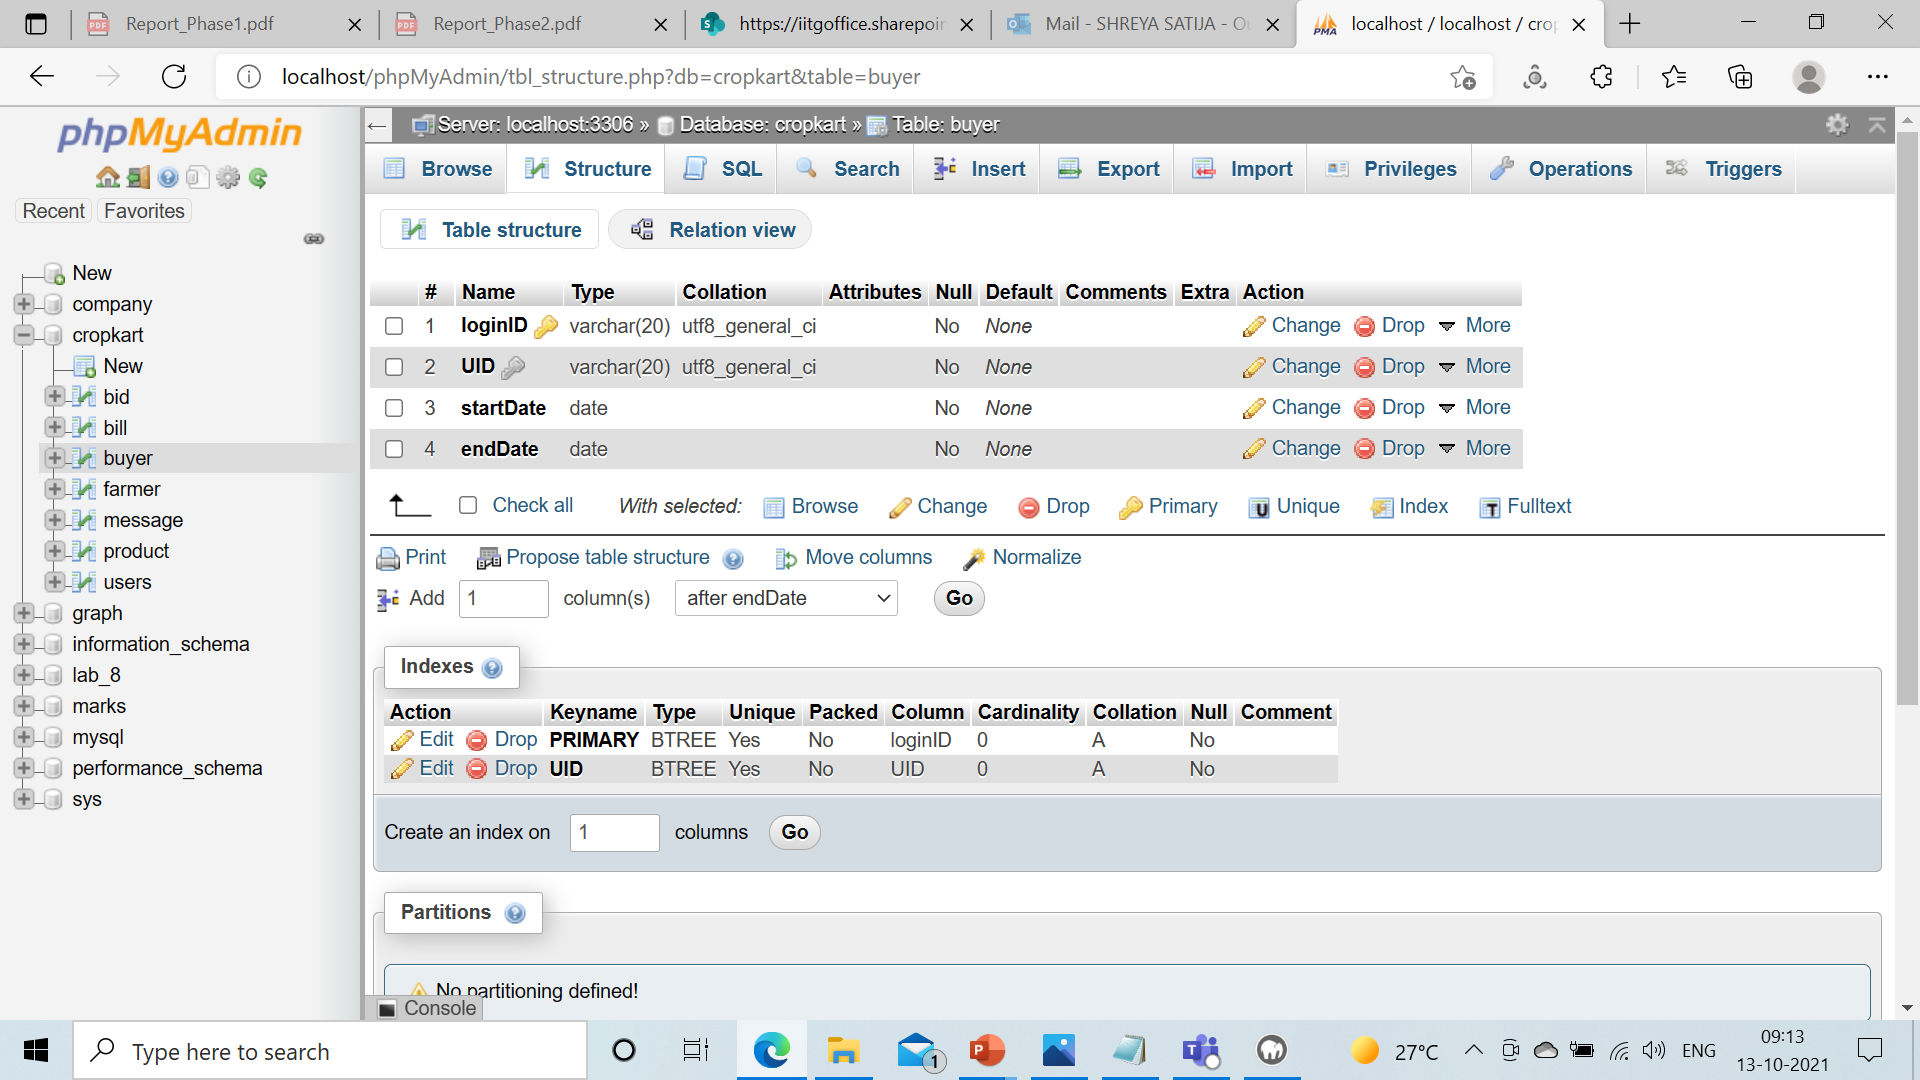 Report_Phase1.pdf
Report_Phase2.pdf
https://iitgoffice.sharepoin
Mail - SHREYA SATIJA - Ou
localhost / localhost / crop
localhost/phpMyAdmin/tbl_structure.php?db=cropkart&table=buyer
phpMyAdmin
Recent Favorites
New
company
cropkart
New
bid
bill
buyer
farmer
message
product
users
graph
information_schema
lab_8
marks
mysql
performance_schema
sys
Server: localhost:3306 » Database: cropkart » Table: buyer
Browse Structure SQL Search Insert Export Import Privileges Operations Triggers
Table structure Relation view
# Name Type Collation Attributes Null Default Comments Extra Action
1 loginID varchar(20) utf8_general_ci No None Change Drop More
2 UID varchar(20) utf8_general_ci No None Change Drop More
3 startDate date No None Change Drop More
4 endDate date No None Change Drop More
Check all With selected: Browse Change Drop Primary Unique Index Fulltext
Print Propose table structure Move columns Normalize
Add 1 column(s) after endDate Go
Indexes
Action Keyname Type Unique Packed Column Cardinality Collation Null Comment
Edit Drop PRIMARY BTREE Yes No loginID 0 A No
Edit Drop UID BTREE Yes No UID 0 A No
Create an index on 1 columns Go
Partitions
No partitioning defined!
Console
Type here to search
1
27°C
ENG
09:13
13-10-2021